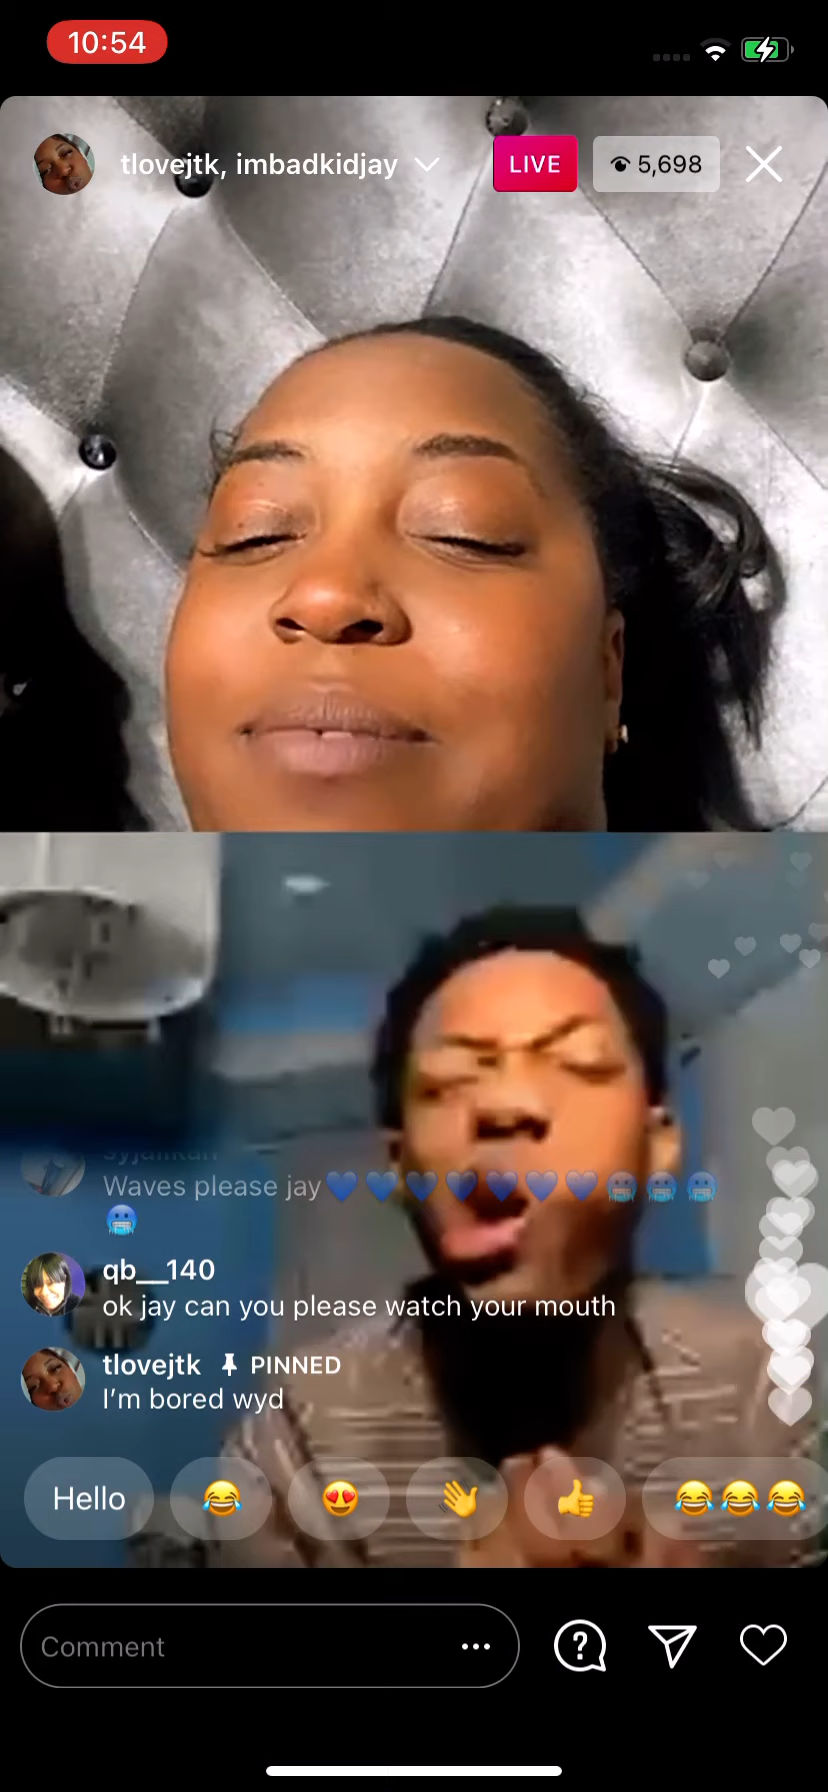 10:54
tlovejtk, imbadkidjay
LIVE
5,698
Waves please jay💙💙💙💙💙💙💙🥶🥶🥶
🥶
qb__140
ok jay can you please watch your mouth
tlovejtk PINNED
I'm bored wyd
Hello 😂 😍 👋 👍 😂😂😂
Comment